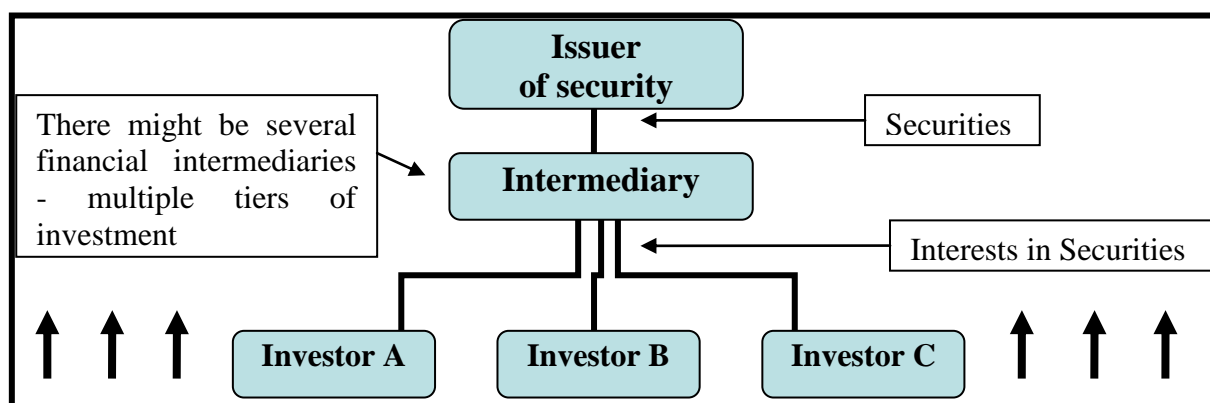 Issuer
of security
There might be several
financial intermediaries
- multiple tiers of
investment
Securities
Intermediary
Interests in Securities
Investor A
Investor B
Investor C